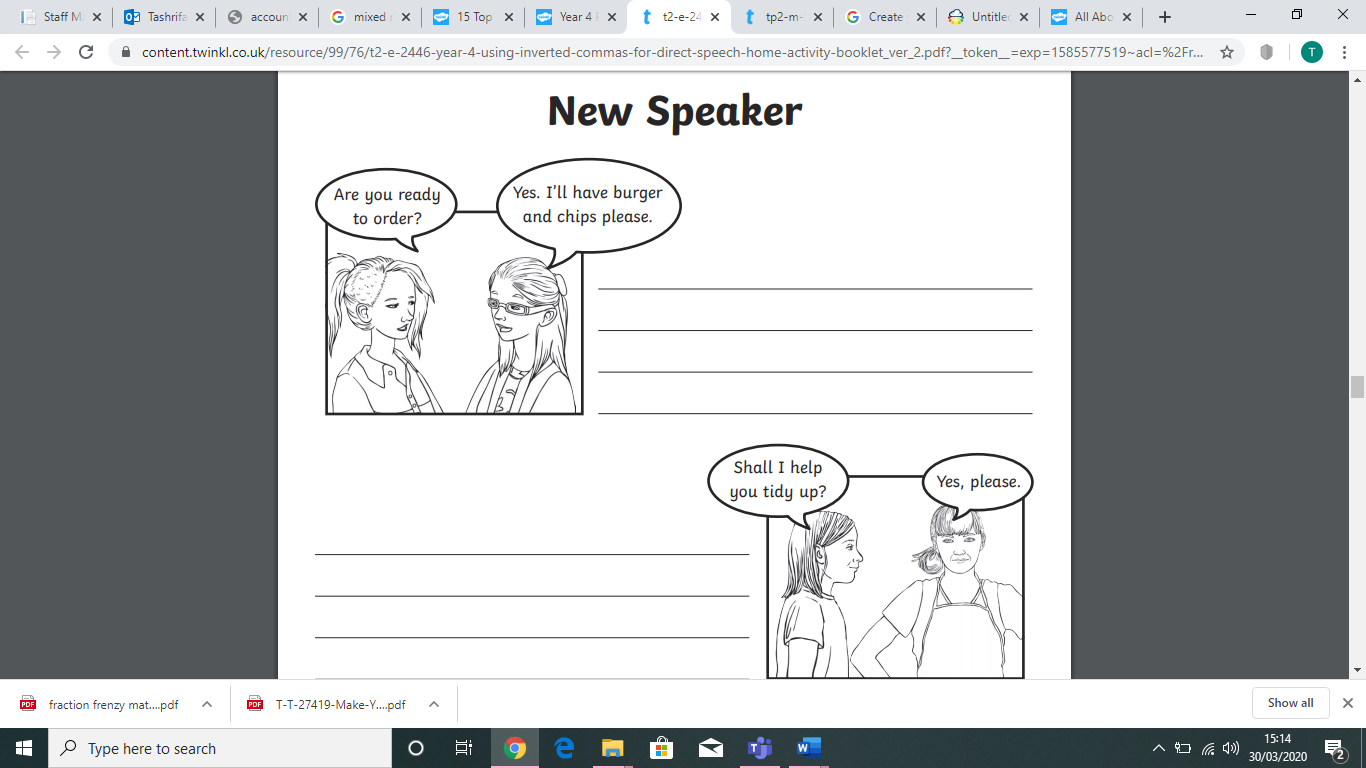 Staff M
Tashrifa
accoun
mixed
15 Top
Year 4
t2-e-24
tp2-m-
Create
Untitle
All Abo
content.twinkl.co.uk/resource/99/76/t2-e-2446-year-4-using-inverted-commas-for-direct-speech-home-activity-booklet_ver_2.pdf?__token__=exp=1585577519~acl=%2Fr...
T
New Speaker
Are you ready
to order?
Yes. I'll have burger
and chips please.
Shall I help
you tidy up?
Yes, please.
PDF
fraction frenzy mat....pdf
PDF
T-T-27419-Make-Y....pdf
Show all
Type here to search
15:14
30/03/2020
2